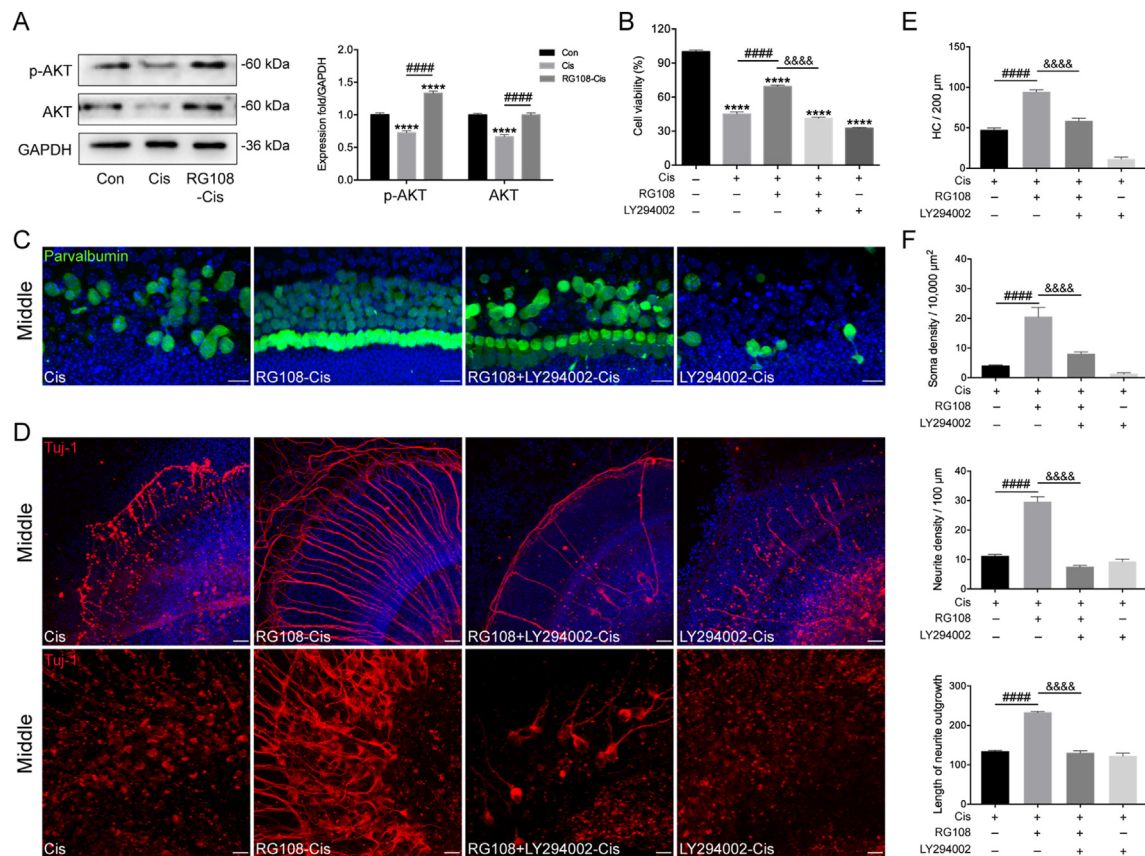 A
p-AKT
-60 kDa
AKT
-60 kDa
GAPDH
-36 kDa
Con
Cis
RG108
-Cis
Expression fold/GAPDH
2.0
1.5
1.0
0.5
0.0
Con
Cis
RG108-Cis
####
####
****
****
****
p-AKT
AKT
B
Cell viability (%)
120
90
60
30
0
####
&&&&
****
****
****
****
Cis
– + + + +
RG108
– – + + –
LY294002
– – – + +
E
HC / 200 μm
150
100
50
0
####
&&&&
Cis
+ + + +
RG108
– + + –
LY294002
– – + +
C
Middle
Parvalbumin
Cis
RG108-Cis
RG108+LY294002-Cis
LY294002-Cis
D
Middle
Tuj-1
Cis
RG108-Cis
RG108+LY294002-Cis
LY294002-Cis
Middle
Tuj-1
Cis
RG108-Cis
RG108+LY294002-Cis
LY294002-Cis
F
Soma density / 10,000 μm²
40
30
20
10
0
####
&&&&
Cis
+ + + +
RG108
– + + –
LY294002
– – + +
Neurite density / 100 μm
40
30
20
10
0
####
&&&&
Cis
+ + + +
RG108
– + + –
LY294002
– – + +
Length of neurite outgrowth
300
200
100
0
####
&&&&
Cis
+ + + +
RG108
– + + –
LY294002
– – + +